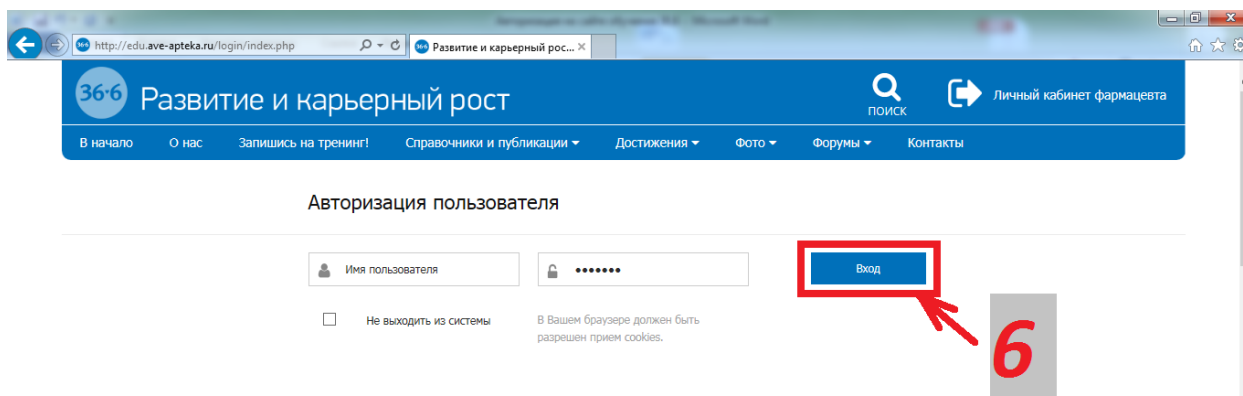 http://edu.ave-apteka.ru/login/index.php
Развитие и карьерный рос...
36·6 Развитие и карьерный рост
ПОИСК
Личный кабинет фармацевта
В начало О нас Запишись на тренинг! Справочники и публикации Достижения Фото Форумы Контакты
Авторизация пользователя
Имя пользователя ••••••• Вход
Не выходить из системы
В Вашем браузере должен быть
разрешен прием cookies.
6